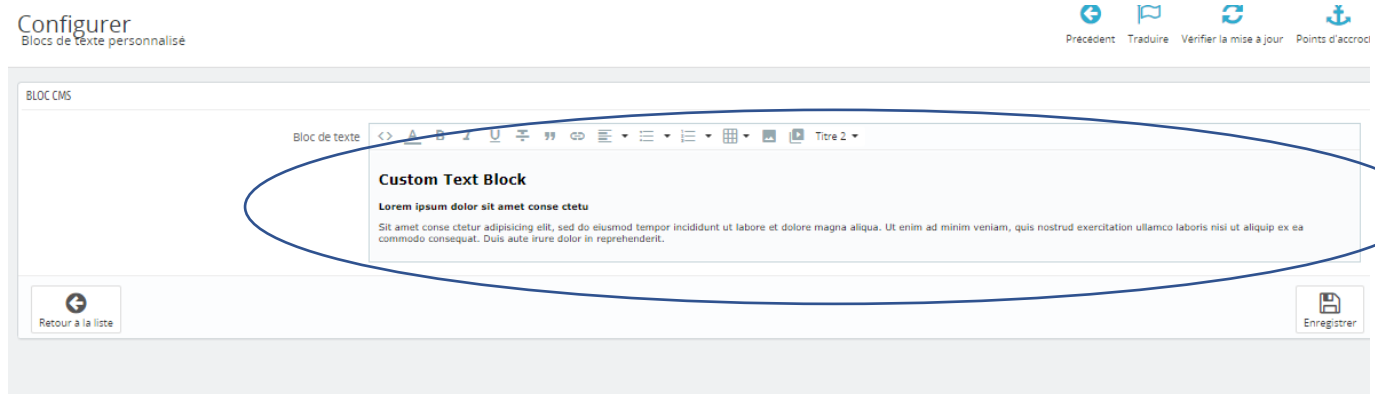 Configurer
Blocs de texte personnalisé
Précédent Traduire Vérifier la mise à jour Points d'accroc
BLOC CMS
Bloc de texte
A B I U Titre 2
Custom Text Block
Lorem ipsum dolor sit amet conse ctetu
Sit amet conse ctetur adipisicing elit, sed do eiusmod tempor incididunt ut labore et dolore magna aliqua. Ut enim ad minim veniam, quis nostrud exercitation ullamco laboris nisi ut aliquip ex ea
commodo consequat. Duis aute irure dolor in reprehenderit.
Retour à la liste
Enregistrer